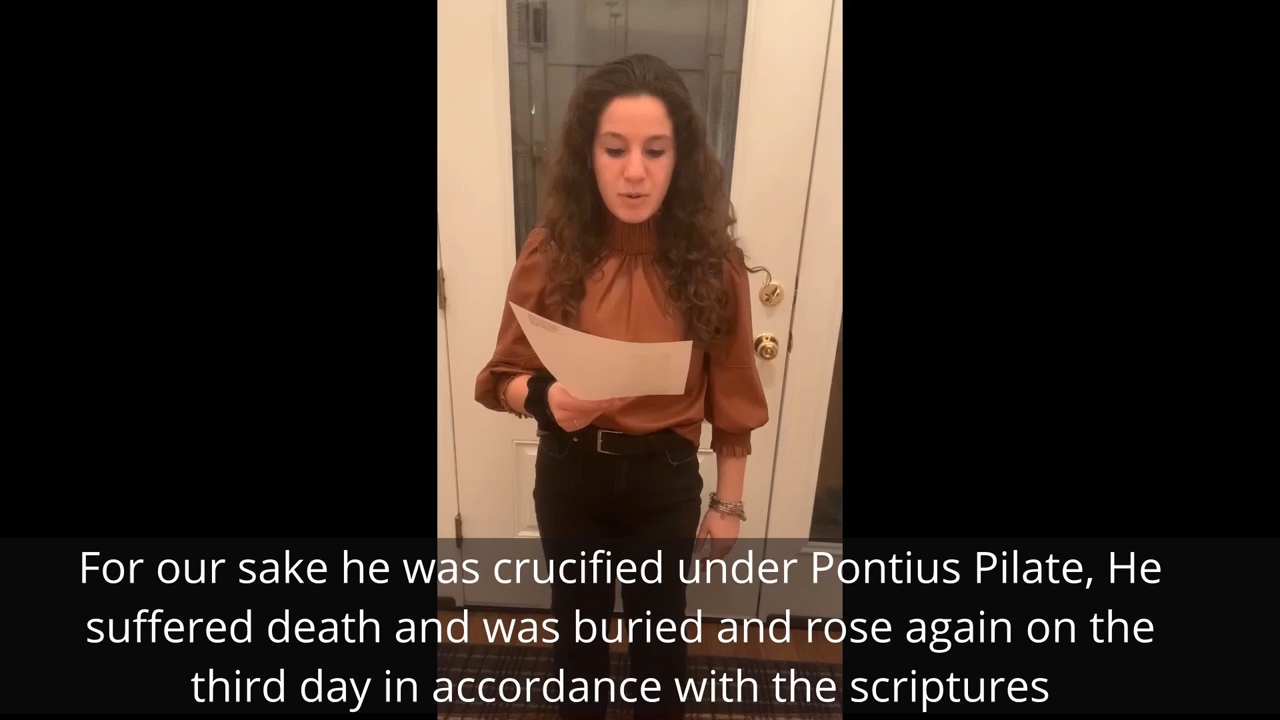 For our sake he was crucified under Pontius Pilate, He
suffered death and was buried and rose again on the
third day in accordance with the scriptures